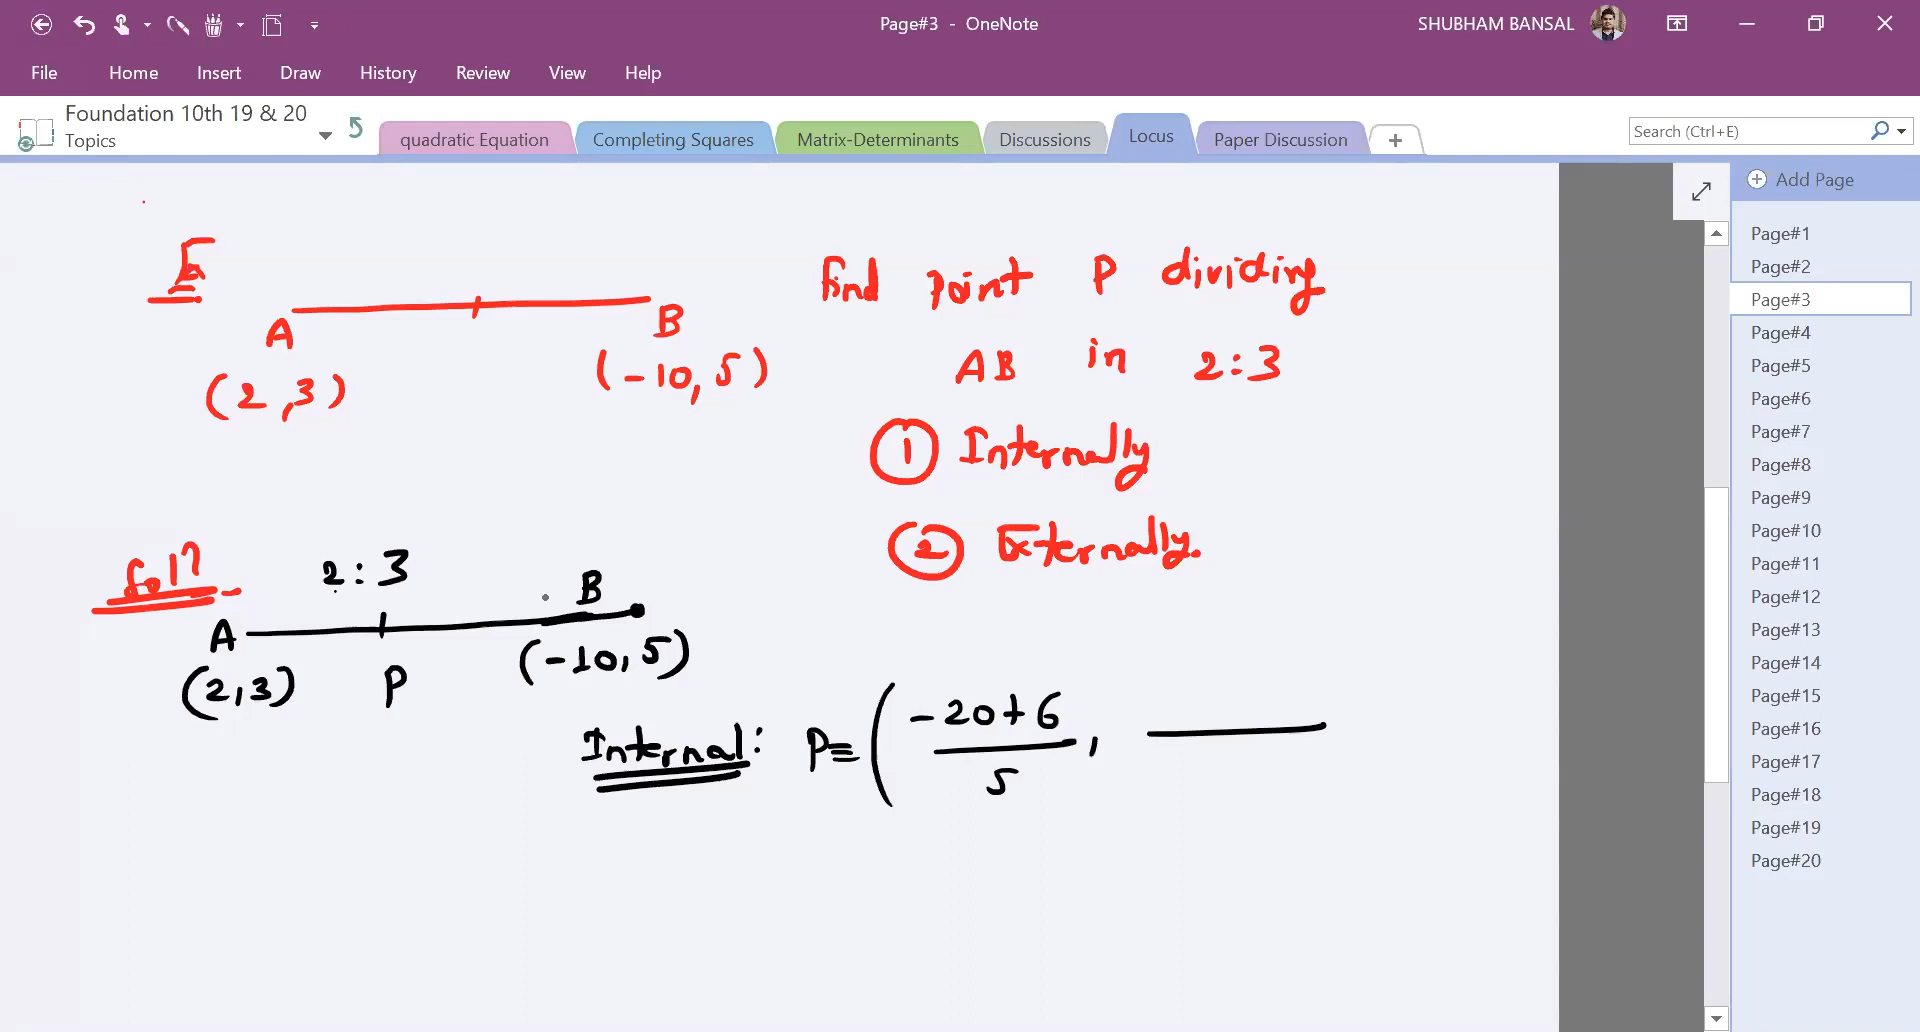 Page#3 - OneNote
SHUBHAM BANSAL
File Home Insert Draw History Review View Help
Foundation 10th 19 & 20
Topics
quadratic Equation
Completing Squares
Matrix-Determinants
Discussions
Locus
Paper Discussion
+
Search (Ctrl+E)
Add Page
Page#1
Page#2
Page#3
Page#4
Page#5
Page#6
Page#7
Page#8
Page#9
Page#10
Page#11
Page#12
Page#13
Page#14
Page#15
Page#16
Page#17
Page#18
Page#19
Page#20
A
B
(2,3)
(-10,5)
Find point P dividing
AB in 2:3
1 Internally
2 Externally.
Sol?
2:3
A
B
(2,3)
P
(-10,5)
Internal: P≡(-20+6
5
,